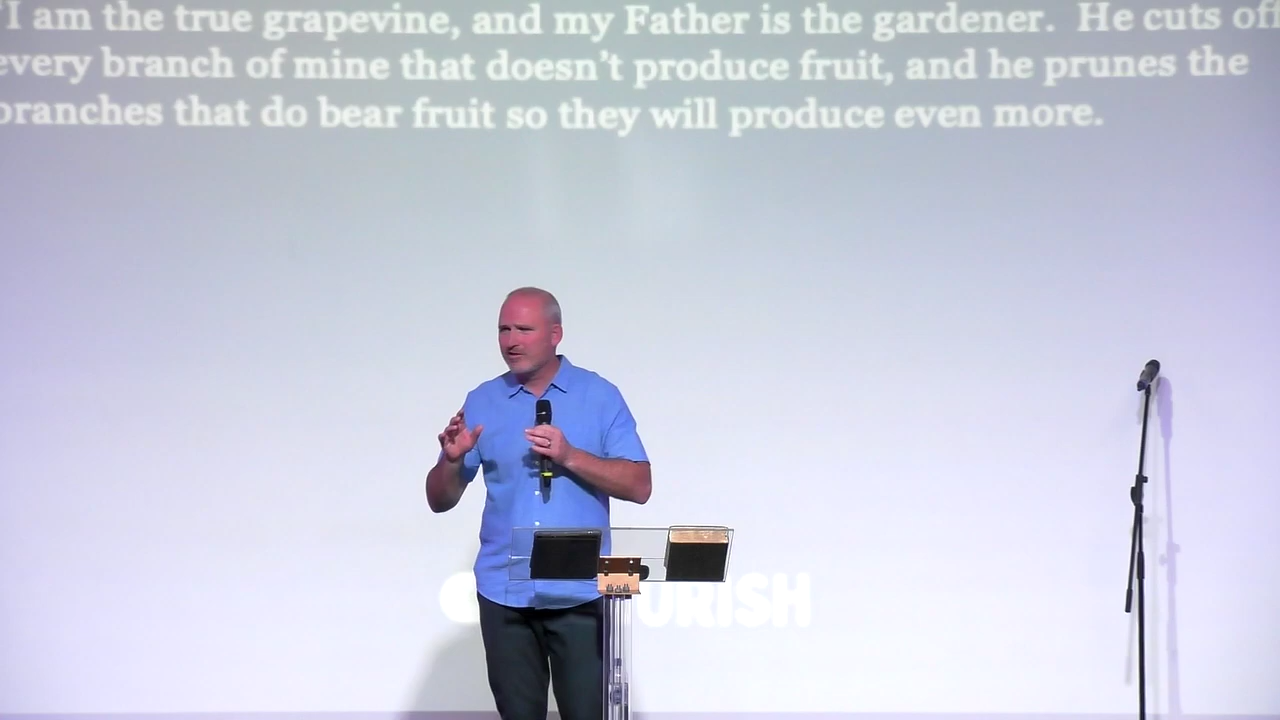 “I am the true grapevine, and my Father is the gardener. He cuts off
every branch of mine that doesn’t produce fruit, and he prunes the
branches that do bear fruit so they will produce even more.
URISH